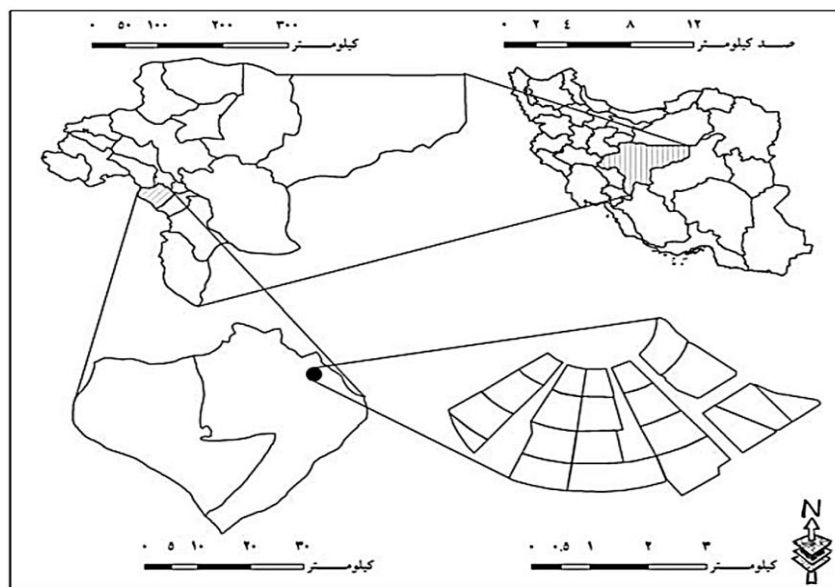 ۰ ۵۰ ۱۰۰ ۲۰۰ ۳۰۰
کیلومتر
۰ ۲ ۴ ۸ ۱۲
صد کیلومتر
۰ ۵ ۱۰ ۲۰ ۳۰
کیلومتر
۰ ۰.۵ ۱ ۲ ۳
کیلومتر
N